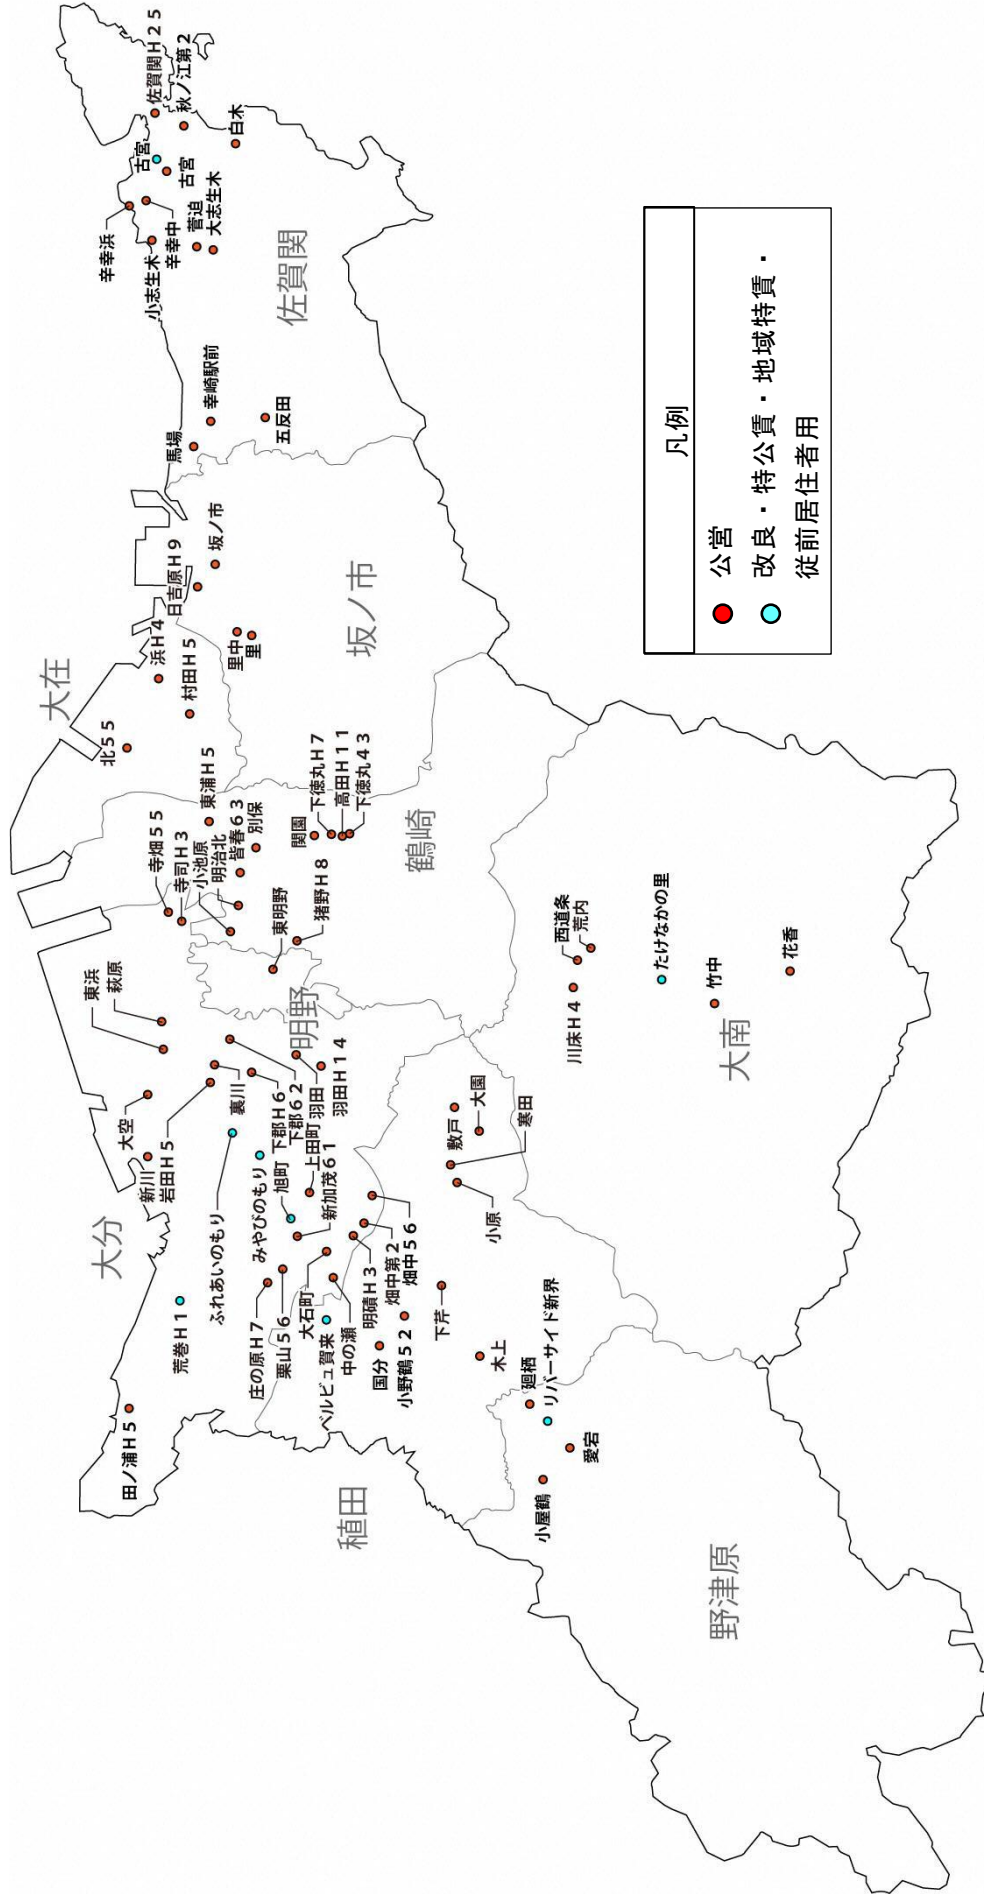 大在
大分
佐賀関
坂ノ市
鶴崎
明野
稙田
大南
野津原
佐賀関H25
秋ノ江第2
白木
古宮
古宮
辛幸浜
辛幸中
小志生木
菅迫
大志生木
幸崎駅前
馬場
五反田
日吉原H9
坂ノ市
浜H4
村田H5
里中
里
北55
東浦H5
寺畑55
寺司H3
小池原
明治北
皆春63
別保
関園
下徳丸H7
高田H11
下徳丸43
東明野
猪野H8
東浜
萩原
大空
新川
岩田H5
裏川
ふれあいのもり
みやびのもり
下郡H6
下郡62
羽田
羽田H14
旭町
上田町
新加茂61
荒巻H1
田ノ浦H5
庄の原H7
栗山56
大石町
ベルビュ賀来
中の瀬
明磧H3
畑中第2
畑中56
国分
小野鶴52
下芹
木上
敷戸
大園
寒田
小原
西道条
荒内
川床H4
たけなかの里
竹中
花香
廻栖
リバーサイド新界
愛宕
小屋鶴
凡例
公営
改良・特公賃・地域特賃・
従前居住者用